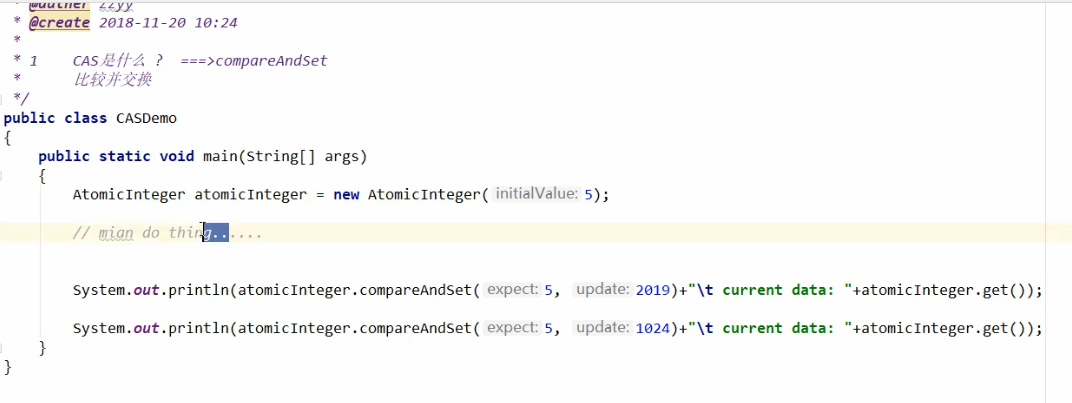 * @auther zzyy
* @create 2018-11-20 10:24
*
* 1 CAS是什么 ? ===>compareAndSet
* 比较并交换
*/
public class CASDemo
{
public static void main(String[] args)
{
AtomicInteger atomicInteger = new AtomicInteger( initialValue: 5);
// mian do thing......
System.out.println(atomicInteger.compareAndSet( expect: 5, update: 2019)+"\t current data: "+atomicInteger.get());
System.out.println(atomicInteger.compareAndSet( expect: 5, update: 1024)+"\t current data: "+atomicInteger.get());
}
}